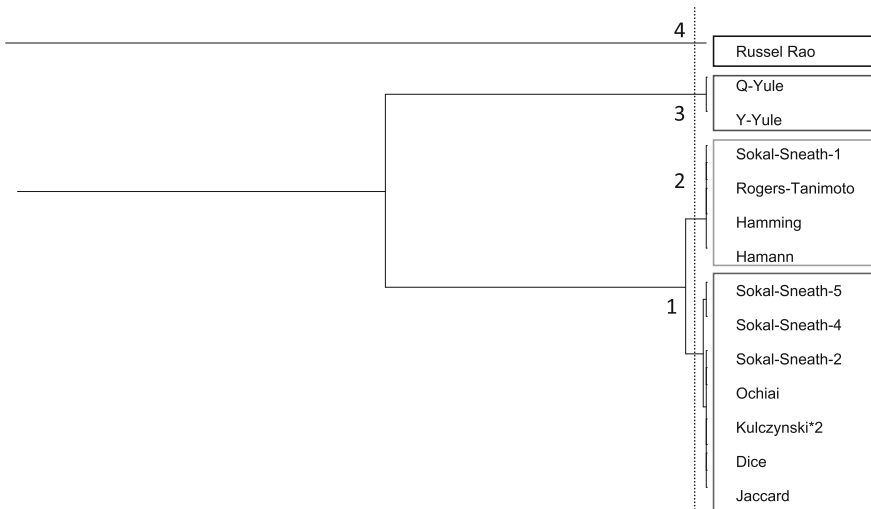 4
Russel Rao
Q-Yule
3
Y-Yule
Sokal-Sneath-1
2
Rogers-Tanimoto
Hamming
Hamann
Sokal-Sneath-5
1
Sokal-Sneath-4
Sokal-Sneath-2
Ochiai
Kulczynski*2
Dice
Jaccard